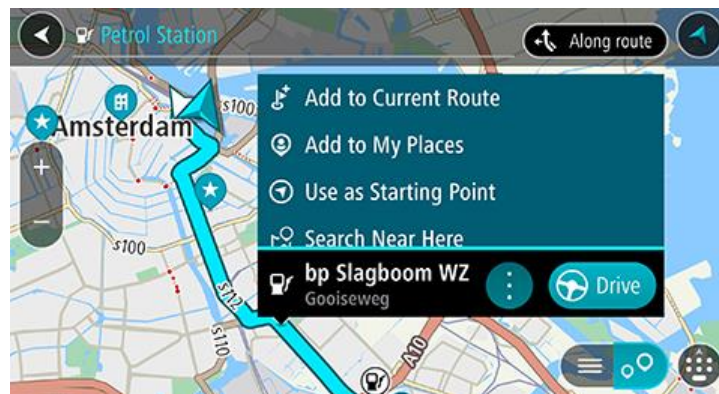 Petrol Station
Along route
Add to Current Route
s100
Amsterdam
Add to My Places
Use as Starting Point
s100
Search Near Here
bp Slagboom WZ
Gooiseweg
Drive
s112
s110
A10